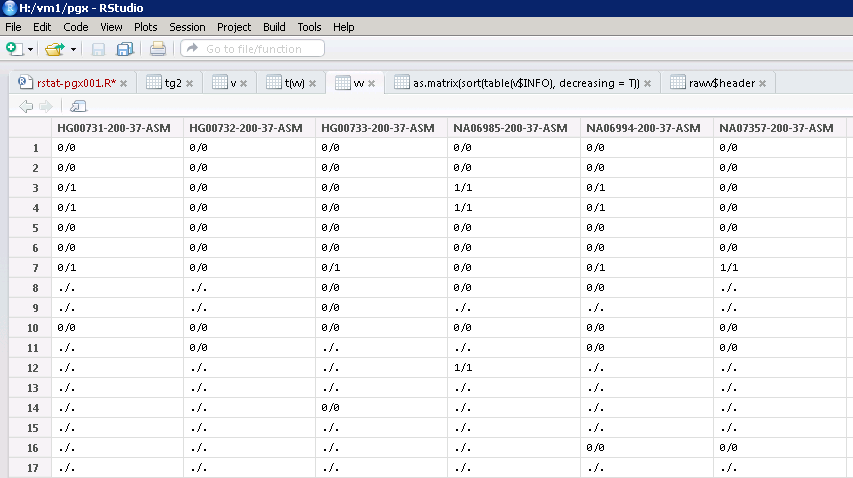 H:/vm1/pgx - RStudio
File Edit Code View Plots Session Project Build Tools Help
Go to file/function
rstat-pgx001.R* tg2 v t(w) w as.matrix(sort(table(v$INFO), decreasing = T)) raww$header
HG00731-200-37-ASM HG00732-200-37-ASM HG00733-200-37-ASM NA06985-200-37-ASM NA06994-200-37-ASM NA07357-200-37-ASM
1 0/0 0/0 0/0 0/0 0/0 0/0
2 0/0 0/0 0/0 0/0 0/0 0/0
3 0/1 0/0 0/0 1/1 0/1 0/0
4 0/1 0/0 0/0 1/1 0/1 0/0
5 0/0 0/0 0/0 0/0 0/0 0/0
6 0/0 0/0 0/0 0/0 0/0 0/0
7 0/1 0/0 0/1 0/0 0/1 1/1
8 ./. ./. 0/0 0/0 0/0 ./.
9 ./. ./. 0/0 ./. ./. ./.
10 0/0 0/0 0/0 0/0 0/0 0/0
11 ./. 0/0 ./. ./. 0/0 0/0
12 ./. ./. ./. 1/1 ./. ./.
13 ./. ./. ./. ./. ./. ./.
14 ./. ./. 0/0 ./. ./. ./.
15 ./. ./. ./. ./. ./. ./.
16 ./. ./. ./. ./. 0/0 0/0
17 ./. ./. ./. ./. ./. ./.